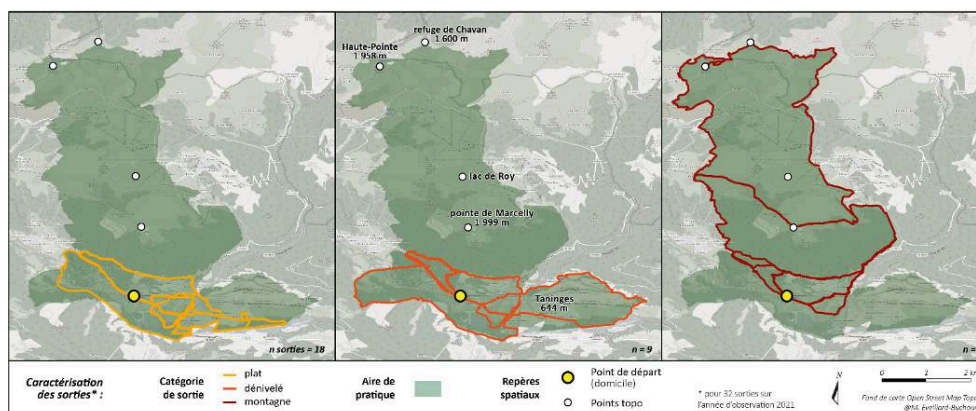 refuge de Chavan
1 600 m
Haute-Pointe
1 958 m
lac de Roy
pointe de Marcelly
1 999 m
Taninges
644 m
n sorties = 18
n = 9
n =
Caractérisation
des sorties* :
Catégorie
de sortie
plat
dénivelé
montagne
Aire de
pratique
Repères
spatiaux
Point de départ
(domicile)
Points topo
* pour 32 sorties sur
l'année d'observation 2021
N
0 1 2 k
Fond de carte Open Street Map Topo